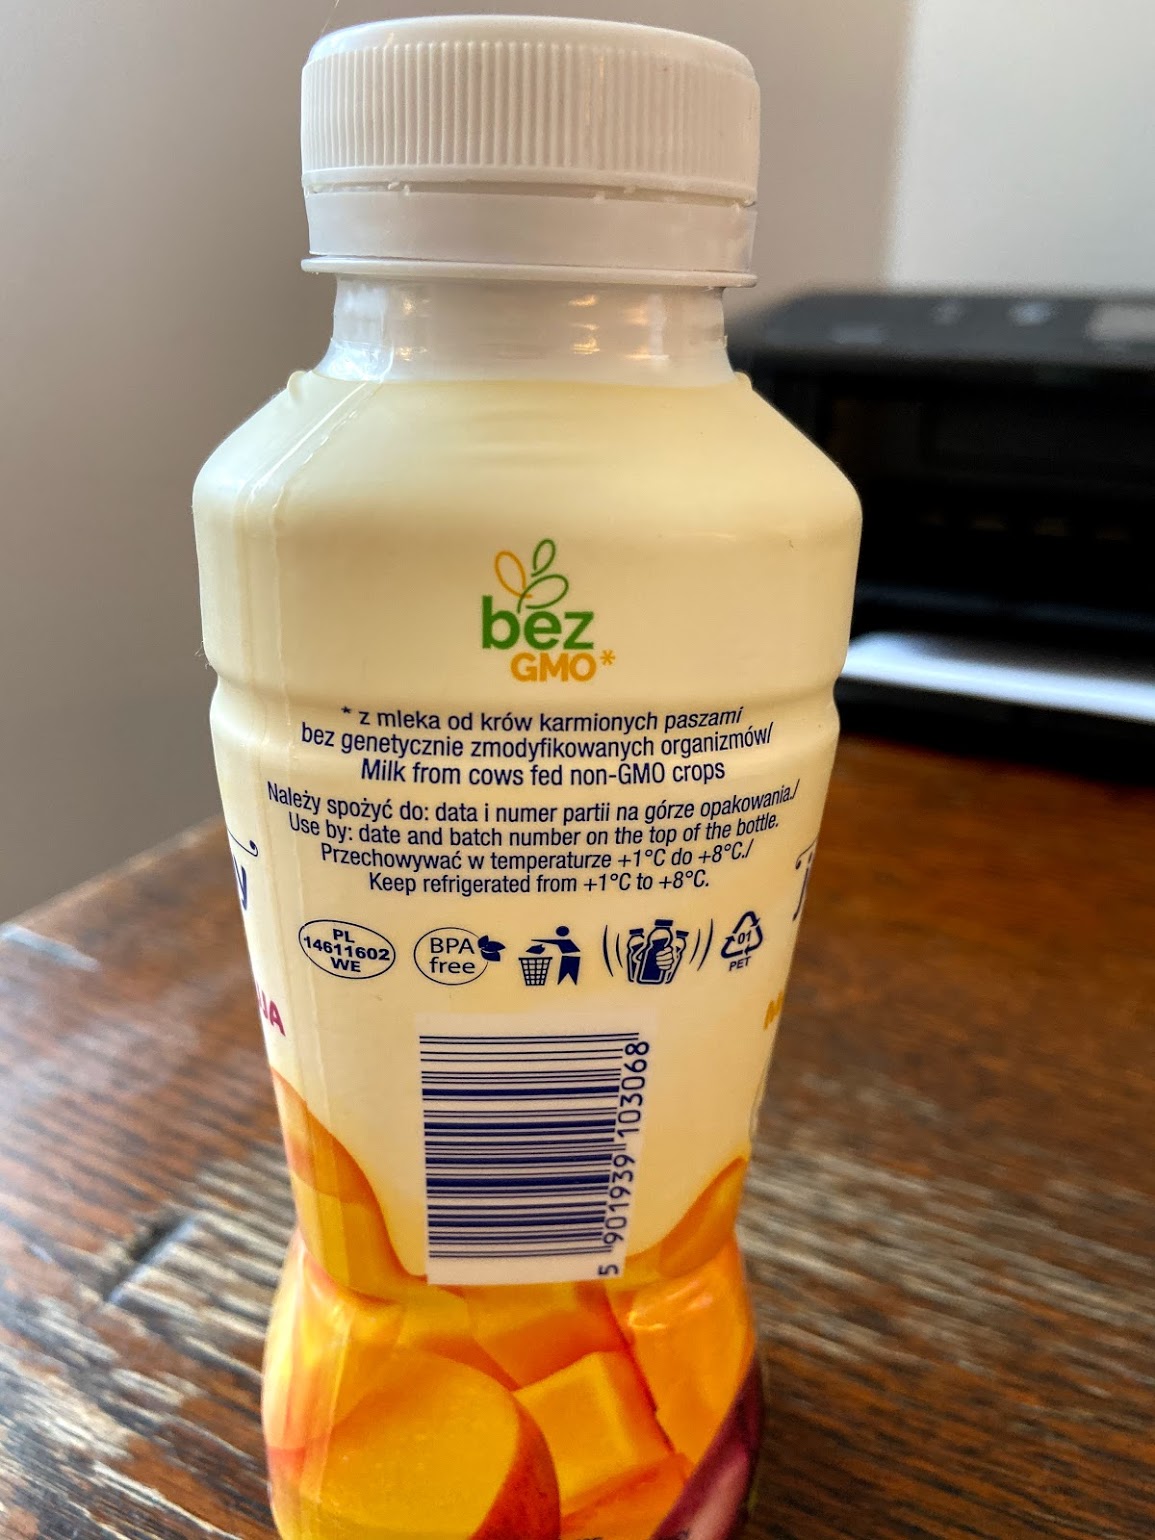 bez
GMO*
* z mleka od krów karmionych paszami
bez genetycznie zmodyfikowanych organizmów/
Milk from cows fed non-GMO crops
Należy spożyć do: data i numer partii na górze opakowania./
Use by: date and batch number on the top of the bottle.
Przechowywać w temperaturze +1°C do +8°C./
Keep refrigerated from +1°C to +8°C.
PL
14611602
WE
BPA
free
01
PET
5 901939 103068